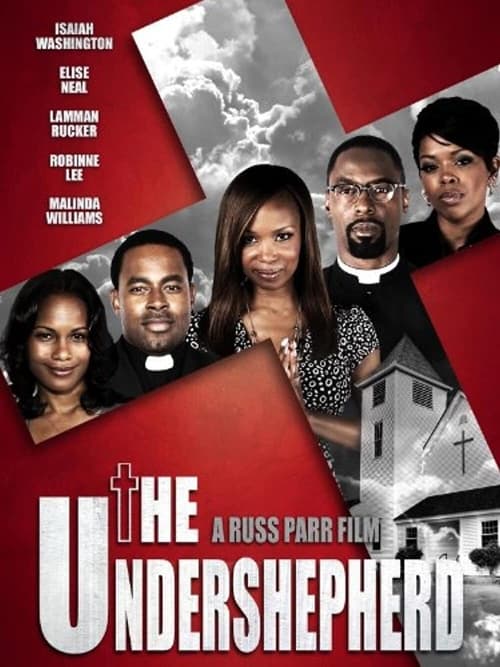 ISAIAH
WASHINGTON
ELISE
NEAL
LAMMAN
RUCKER
ROBINNE
LEE
MALINDA
WILLIAMS
THE
A RUSS PARR FILM
UNDERSHEPHERD